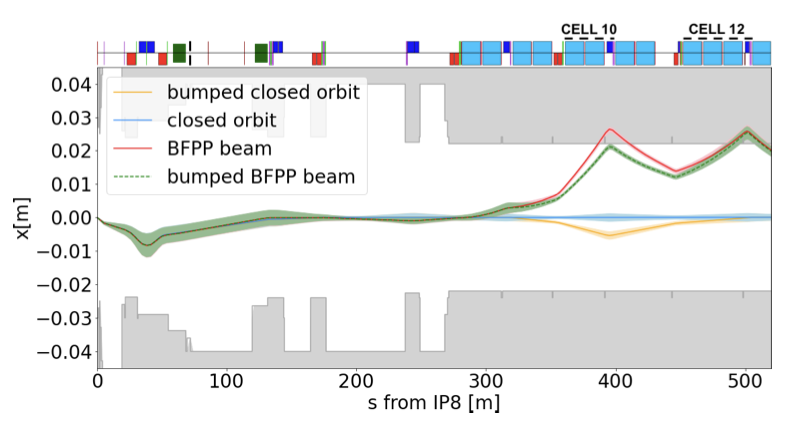 CELL 10 CELL 12
0.04
0.03
0.02
0.01
0.00
−0.01
−0.02
−0.03
−0.04
x[m]
bumped closed orbit
closed orbit
BFPP beam
bumped BFPP beam
0 100 200 300 400 500
s from IP8 [m]